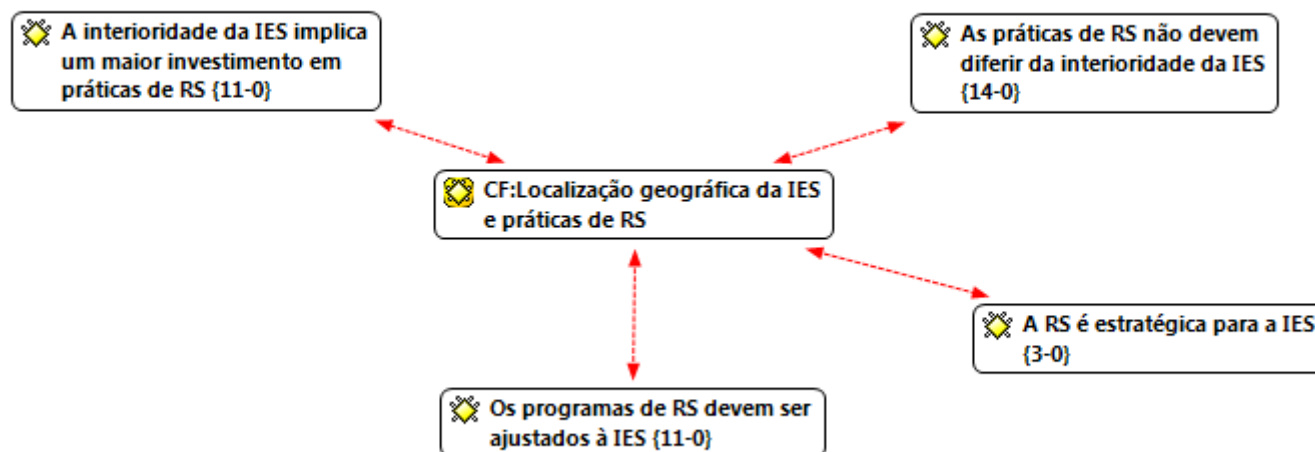 A interioridade da IES implica
um maior investimento em
práticas de RS {11-0}
As práticas de RS não devem
diferir da interioridade da IES
{14-0}
CF:Localização geográfica da IES
e práticas de RS
A RS é estratégica para a IES
{3-0}
Os programas de RS devem ser
ajustados à IES {11-0}